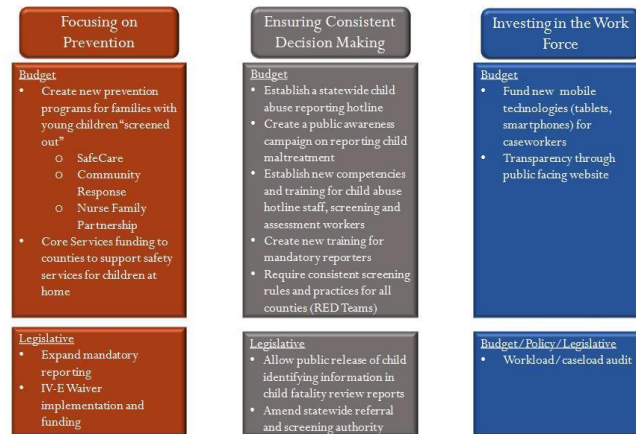 Focusing on
Prevention
Budget
• Create new prevention
programs for families with
young children “screened
out”
o SafeCare
o Community
Response
o Nurse Family
Partnership
• Core Services funding to
counties to support safety
services for children at
home
Legislative
• Expand mandatory
reporting
• IV-E Waiver
implementation and
funding
Ensuring Consistent
Decision Making
Budget
• Establish a statewide child
abuse reporting hotline
• Create a public awareness
campaign on reporting child
maltreatment
• Establish new competencies
and training for child abuse
hotline staff, screening and
assessment workers
• Create new training for
mandatory reporters
• Require consistent screening
rules and practices for all
counties (RED Teams)
Legislative
• Allow public release of child
identifying information in
child fatality review reports
• Amend statewide referral
and screening authority
Investing in the Work
Force
Budget
• Fund new mobile
technologies (tablets,
smartphones) for
caseworkers
• Transparency through
public facing website
Budget/Policy/Legislative
• Workload/caseload audit